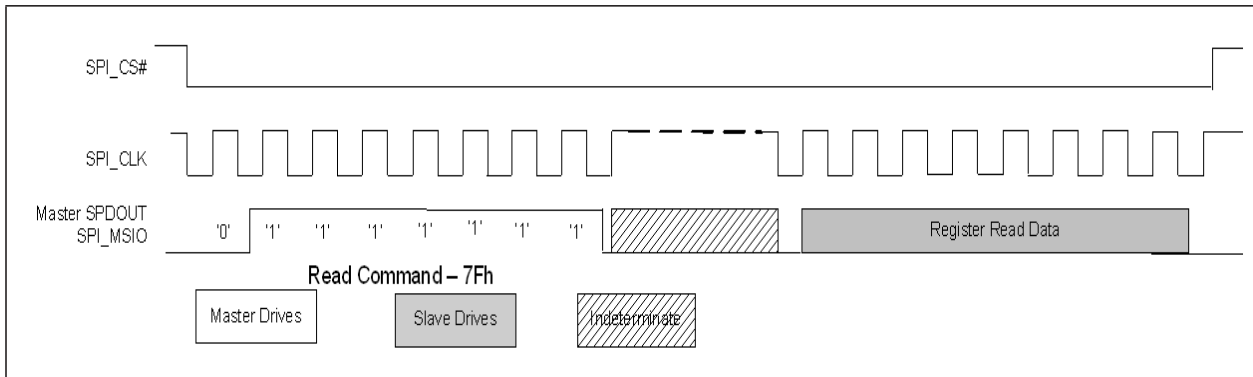 SPI_CS#
SPI_CLK
Master SPDOUT
SPI_MSIO
'0' '1' '1' '1' '1' '1' '1' '1'
Register Read Data
Read Command – 7Fh
Master Drives
Slave Drives
Indeterminate